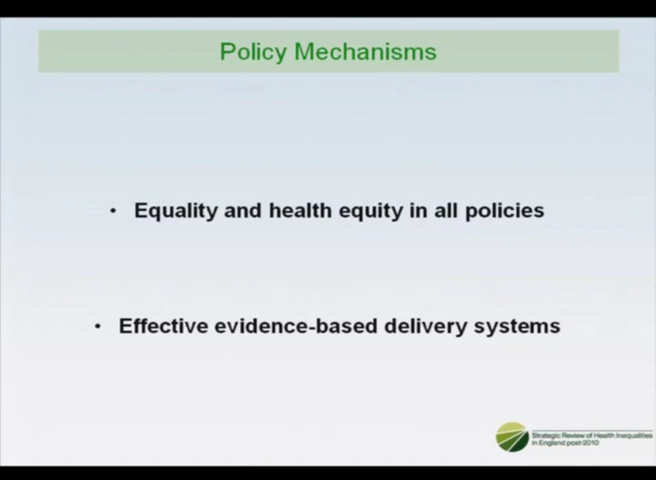 Policy Mechanisms
• Equality and health equity in all policies
• Effective evidence-based delivery systems
Strategic Review of Health Inequalities
in England post-2010